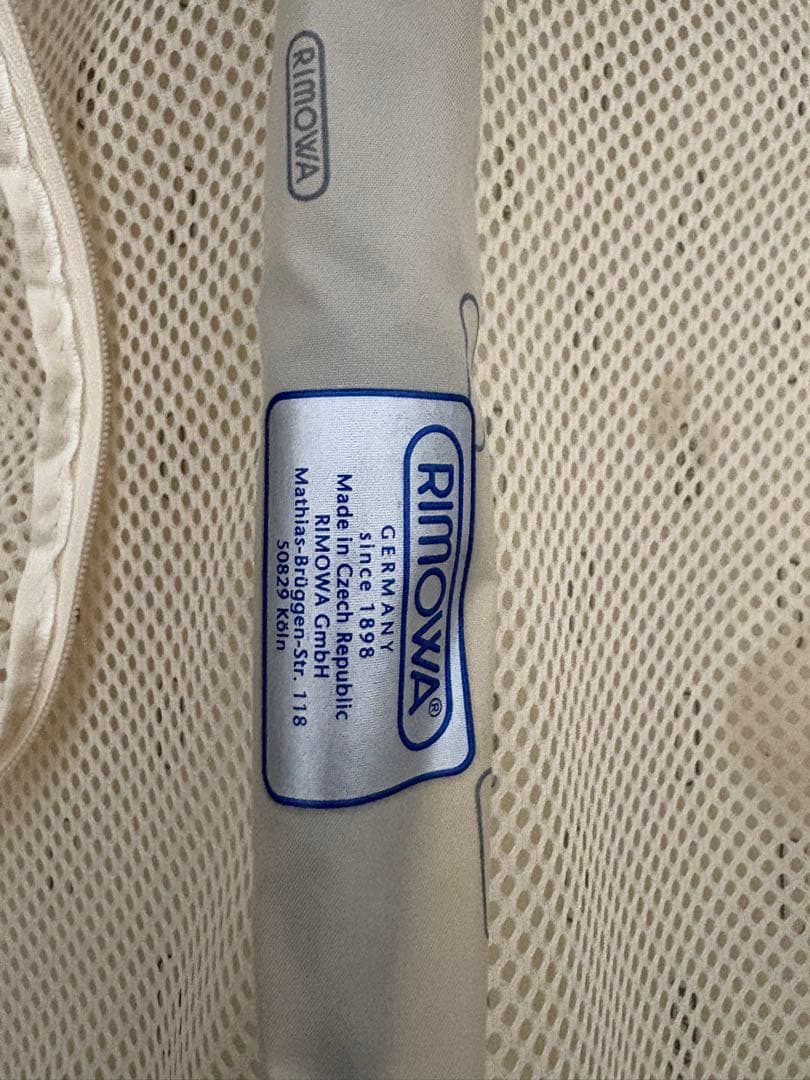 RIMOWA
RIMOWA®
GERMANY
since 1898
Made in Czech Republic
RIMOWA GmbH
Mathias-Brüggen-Str. 118
50829 Köln